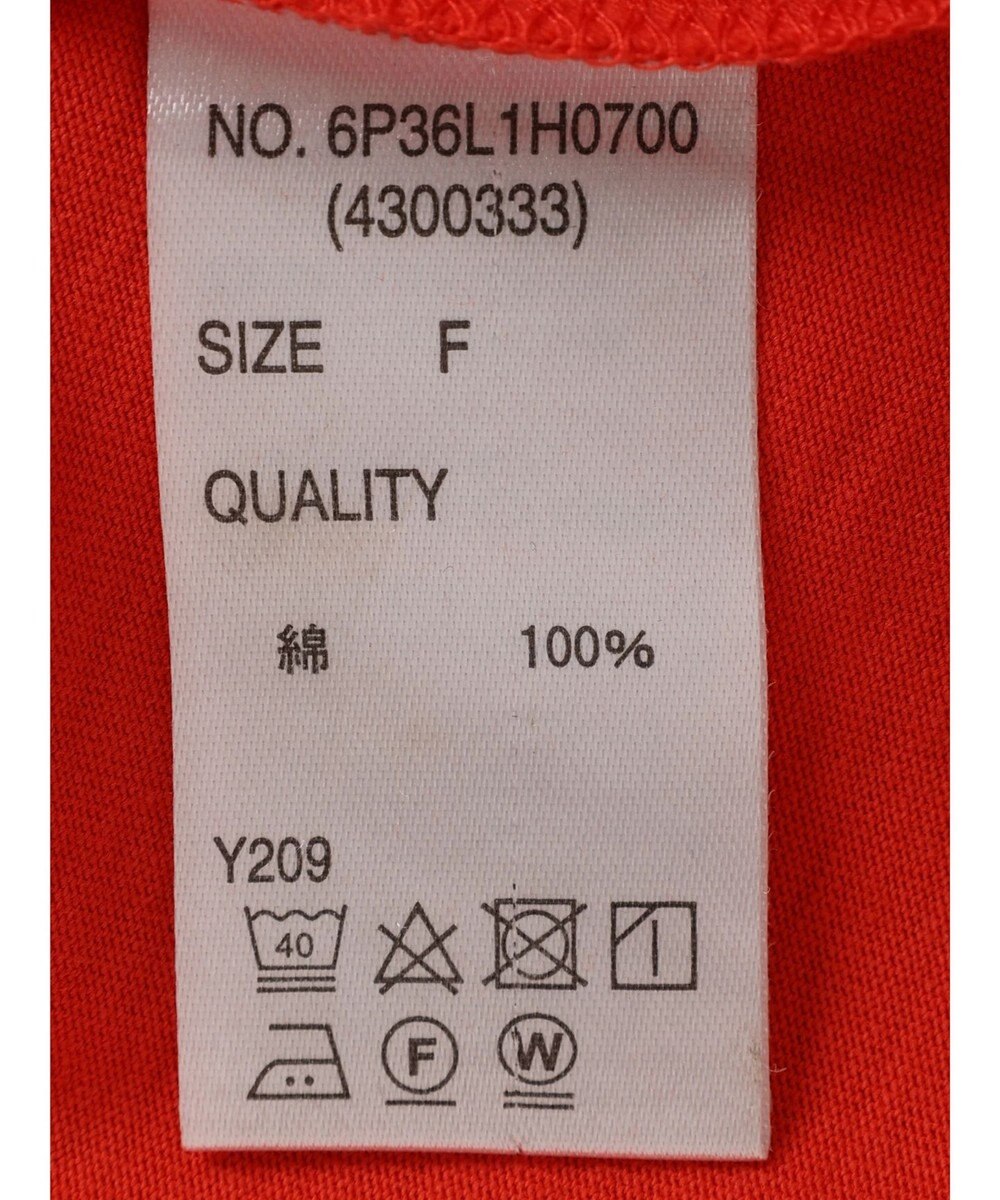 NO. 6P36L1H0700
(4300333)
SIZE F
QUALITY
綿 100%
Y209
40
F W